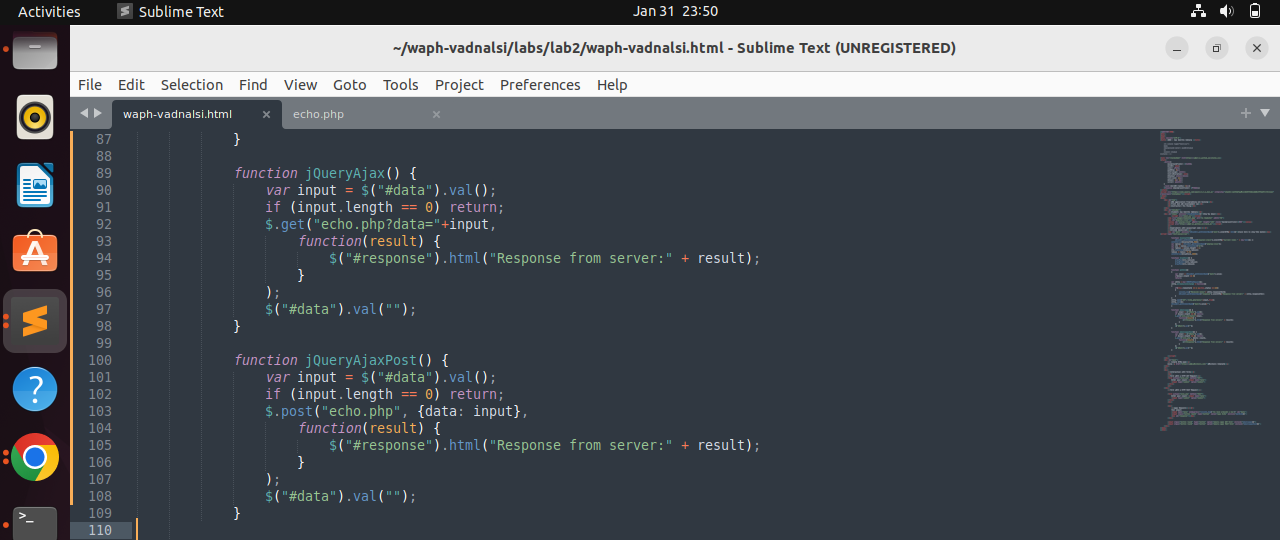 Activities Sublime Text Jan 31 23:50
~/waph-vadnalsi/labs/lab2/waph-vadnalsi.html - Sublime Text (UNREGISTERED)
File Edit Selection Find View Goto Tools Project Preferences Help
waph-vadnalsi.html × echo.php ×
87 }
88
89 function jQueryAjax() {
90 var input = $("#data").val();
91 if (input.length == 0) return;
92 $.get("echo.php?data="+input,
93 function(result) {
94 $("#response").html("Response from server:" + result);
95 }
96 );
97 $("#data").val("");
98 }
99
100 function jQueryAjaxPost() {
101 var input = $("#data").val();
102 if (input.length == 0) return;
103 $.post("echo.php", {data: input},
104 function(result) {
105 $("#response").html("Response from server:" + result);
106 }
107 );
108 $("#data").val("");
109 }
110